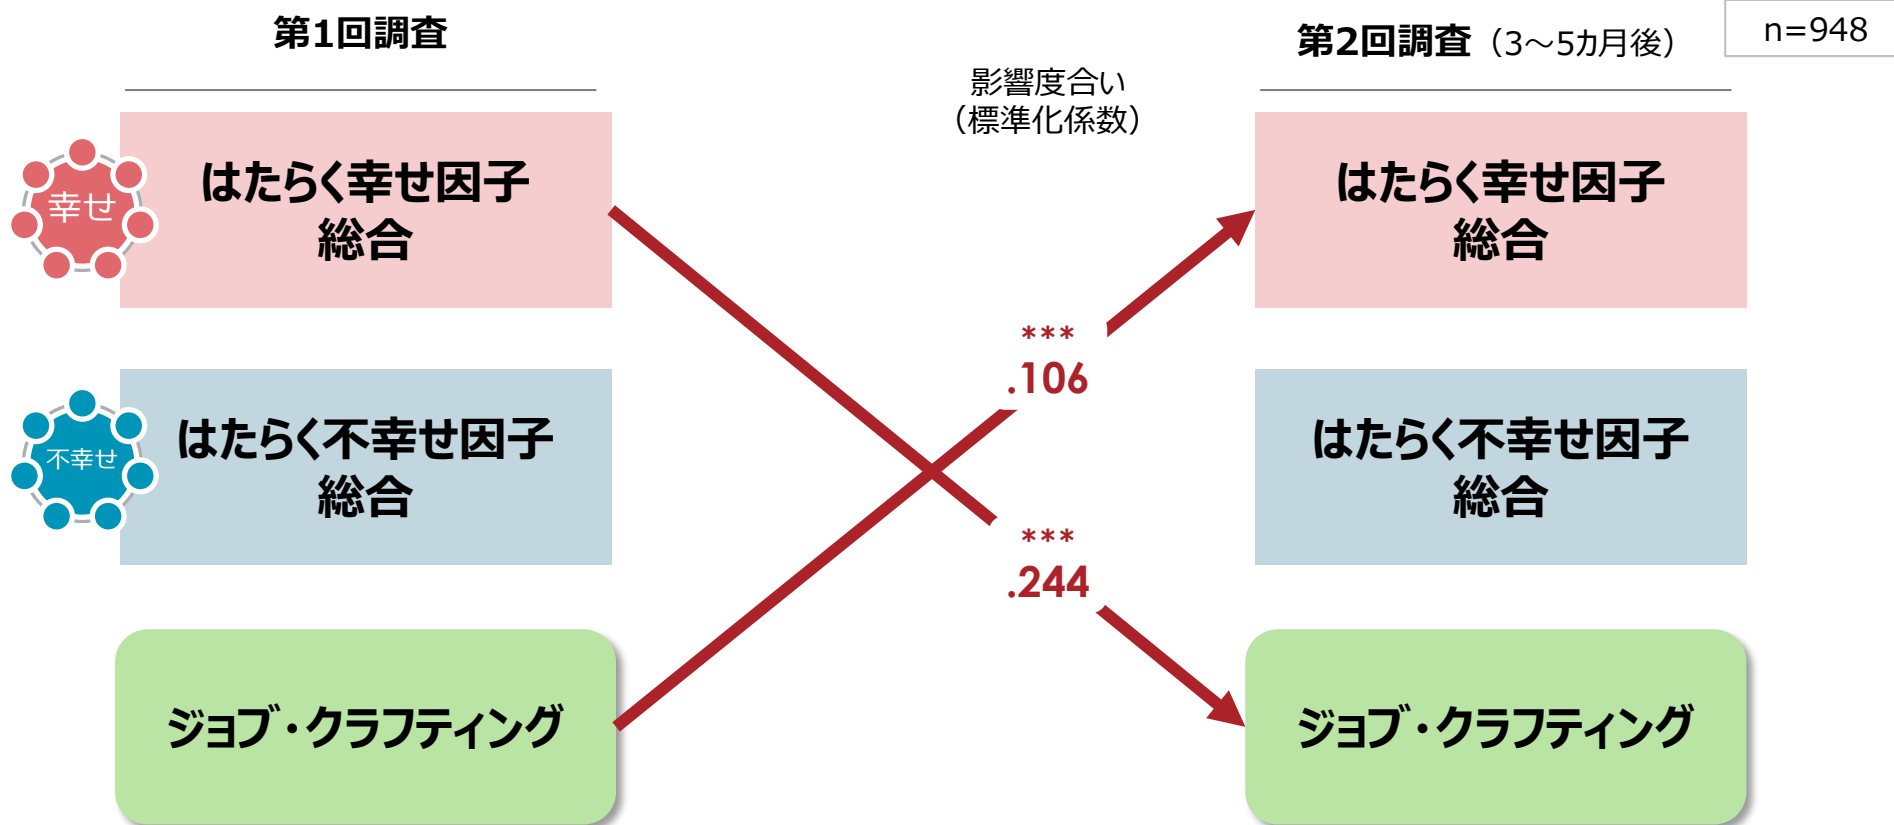 第1回調査
第2回調査（3～5カ月後）
n=948
影響度合い
（標準化係数）
幸せ
はたらく幸せ因子
総合
はたらく幸せ因子
総合
***
.106
不幸せ
はたらく不幸せ因子
総合
はたらく不幸せ因子
総合
***
.244
ジョブ・クラフティング
ジョブ・クラフティング